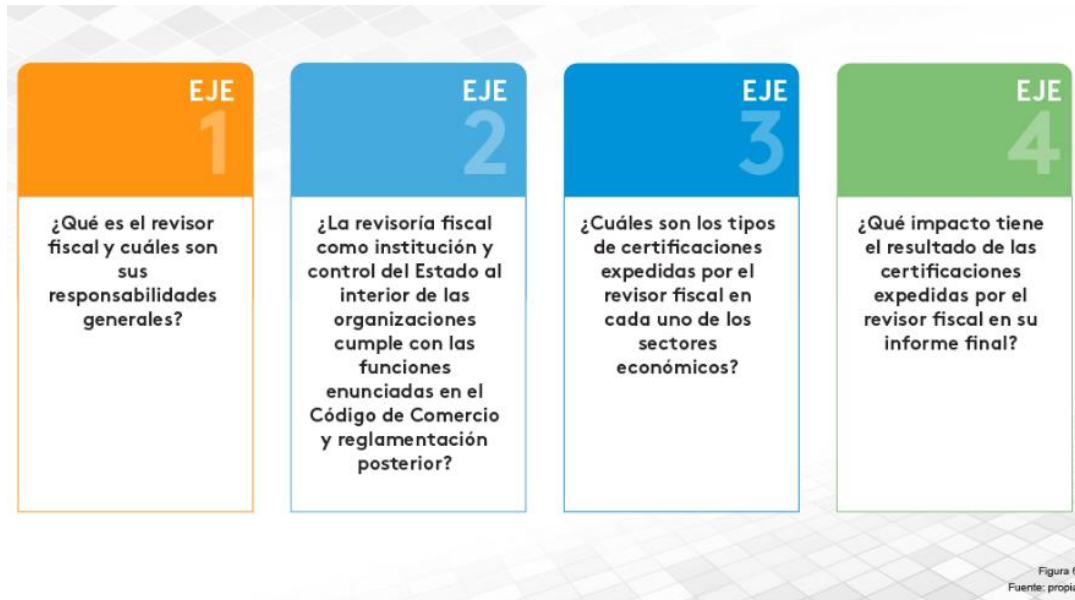 EJE
1
¿Qué es el revisor
fiscal y cuáles son
sus
responsabilidades
generales?
EJE
2
¿La revisoría fiscal
como institución y
control del Estado al
interior de las
organizaciones
cumple con las
funciones
enunciadas en el
Código de Comercio
y reglamentación
posterior?
EJE
3
¿Cuáles son los tipos
de certificaciones
expedidas por el
revisor fiscal en
cada uno de los
sectores
económicos?
EJE
4
¿Qué impacto tiene
el resultado de las
certificaciones
expedidas por el
revisor fiscal en su
informe final?
Figura 6
Fuente: propia